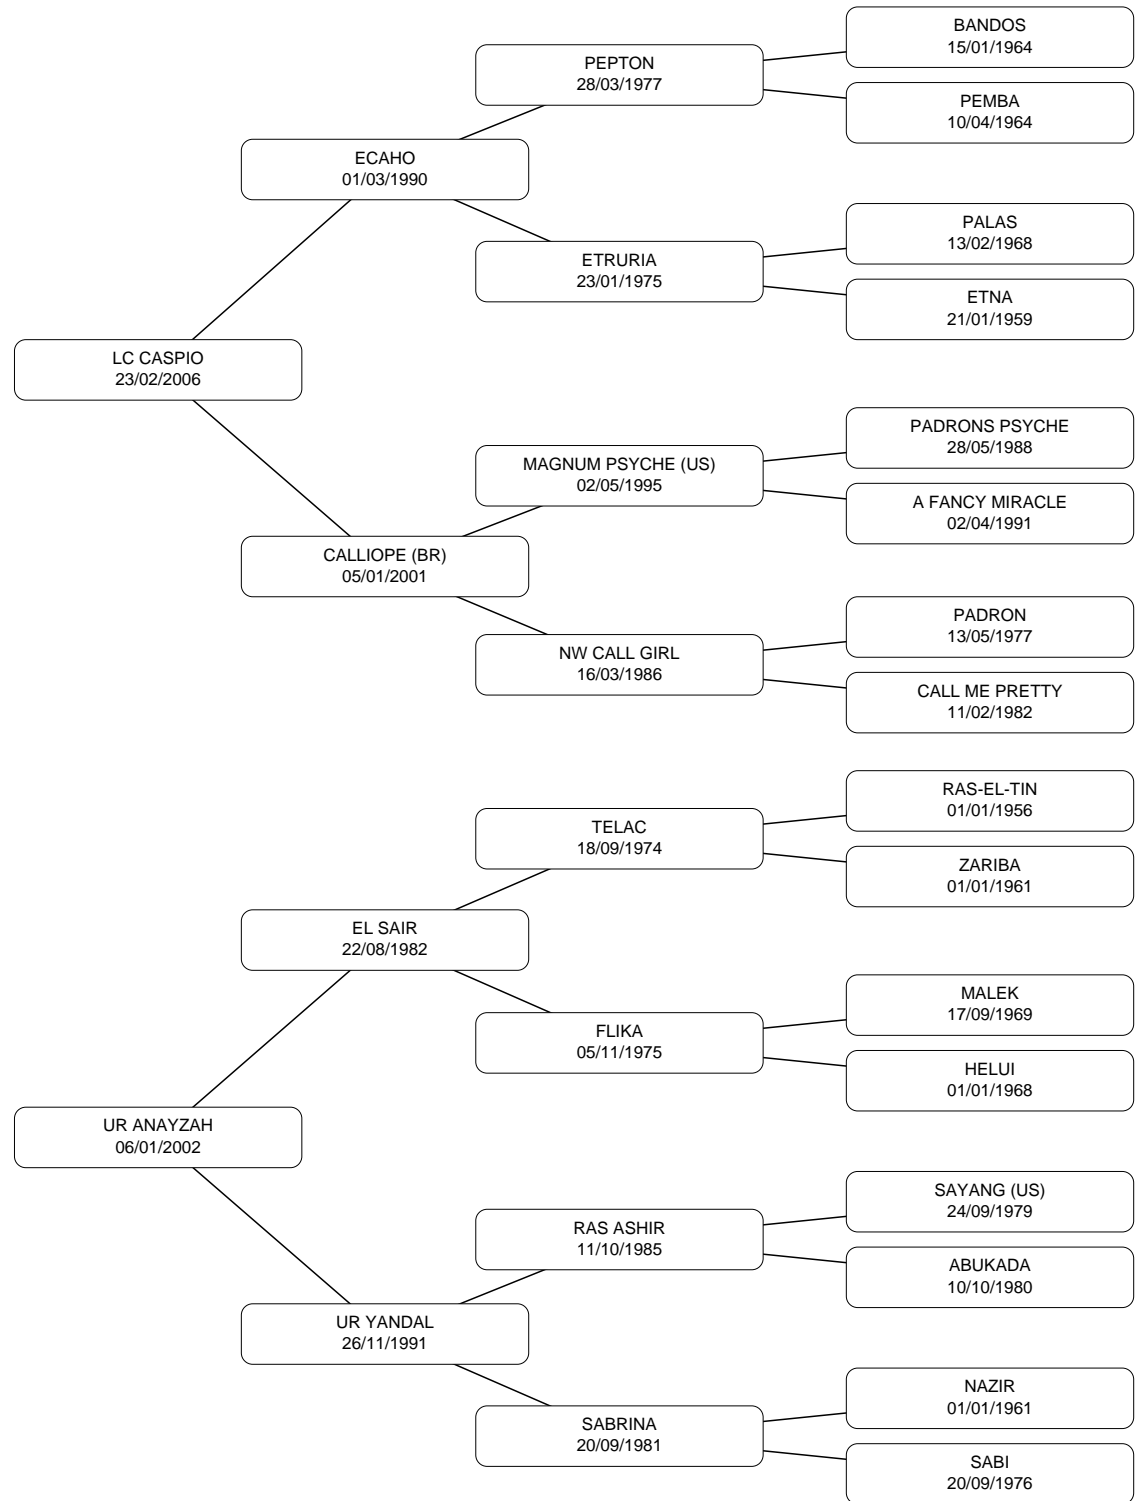 BANDOS
15/01/1964
PEPTON
28/03/1977
PEMBA
10/04/1964
ECAHO
01/03/1990
PALAS
13/02/1968
ETRURIA
23/01/1975
ETNA
21/01/1959
LC CASPIO
23/02/2006
PADRONS PSYCHE
28/05/1988
MAGNUM PSYCHE (US)
02/05/1995
A FANCY MIRACLE
02/04/1991
CALLIOPE (BR)
05/01/2001
PADRON
13/05/1977
NW CALL GIRL
16/03/1986
CALL ME PRETTY
11/02/1982
RAS-EL-TIN
01/01/1956
TELAC
18/09/1974
ZARIBA
01/01/1961
EL SAIR
22/08/1982
MALEK
17/09/1969
FLIKA
05/11/1975
HELUI
01/01/1968
UR ANAYZAH
06/01/2002
SAYANG (US)
24/09/1979
RAS ASHIR
11/10/1985
ABUKADA
10/10/1980
UR YANDAL
26/11/1991
NAZIR
01/01/1961
SABRINA
20/09/1981
SABI
20/09/1976